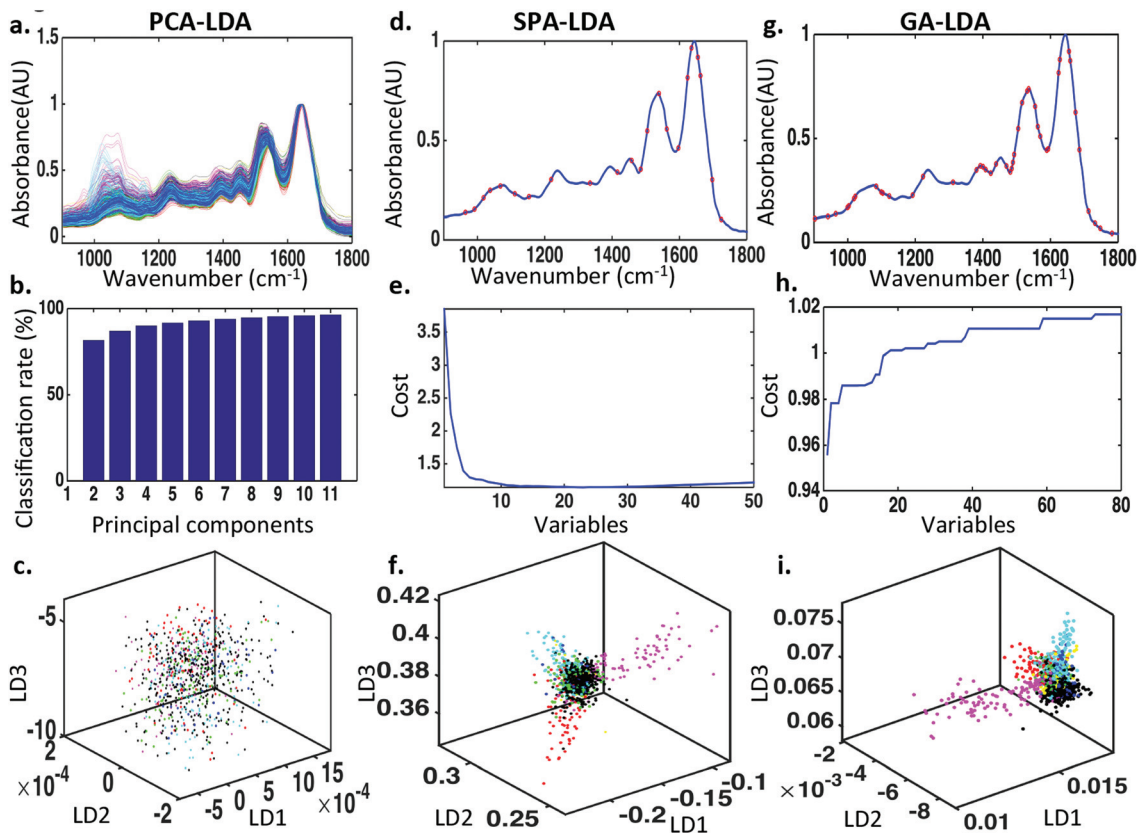 a.
PCA-LDA
Absorbance(AU)
1.5
1
0.5
0
1000 1200 1400 1600 1800
Wavenumber (cm-1)
d.
SPA-LDA
Absorbance(AU)
1
0.5
0
1000 1200 1400 1600 1800
Wavenumber (cm-1)
g.
GA-LDA
Absorbance(AU)
1
0.5
0
1000 1200 1400 1600 1800
Wavenumber (cm-1)
b.
Classification rate (%)
100
50
0
1 2 3 4 5 6 7 8 9 10 11
Principal components
e.
Cost
3.5
3
2.5
2
1.5
10 20 30 40 50
Variables
h.
Cost
1.02
1.0
0.98
0.96
0.94
0 20 40 60 80
Variables
c.
LD3
-5
-10
2
0
-2
×10-4
LD2
-5 0 5 10 15
×10-4
LD1
f.
LD3
0.42
0.4
0.38
0.36
0.3
0.25
LD2
-0.2
-0.15
-0.1
LD1
i.
LD3
0.075
0.07
0.065
0.06
-2
×10-3
-4
-6
-8
LD2
0.01
0.015
LD1